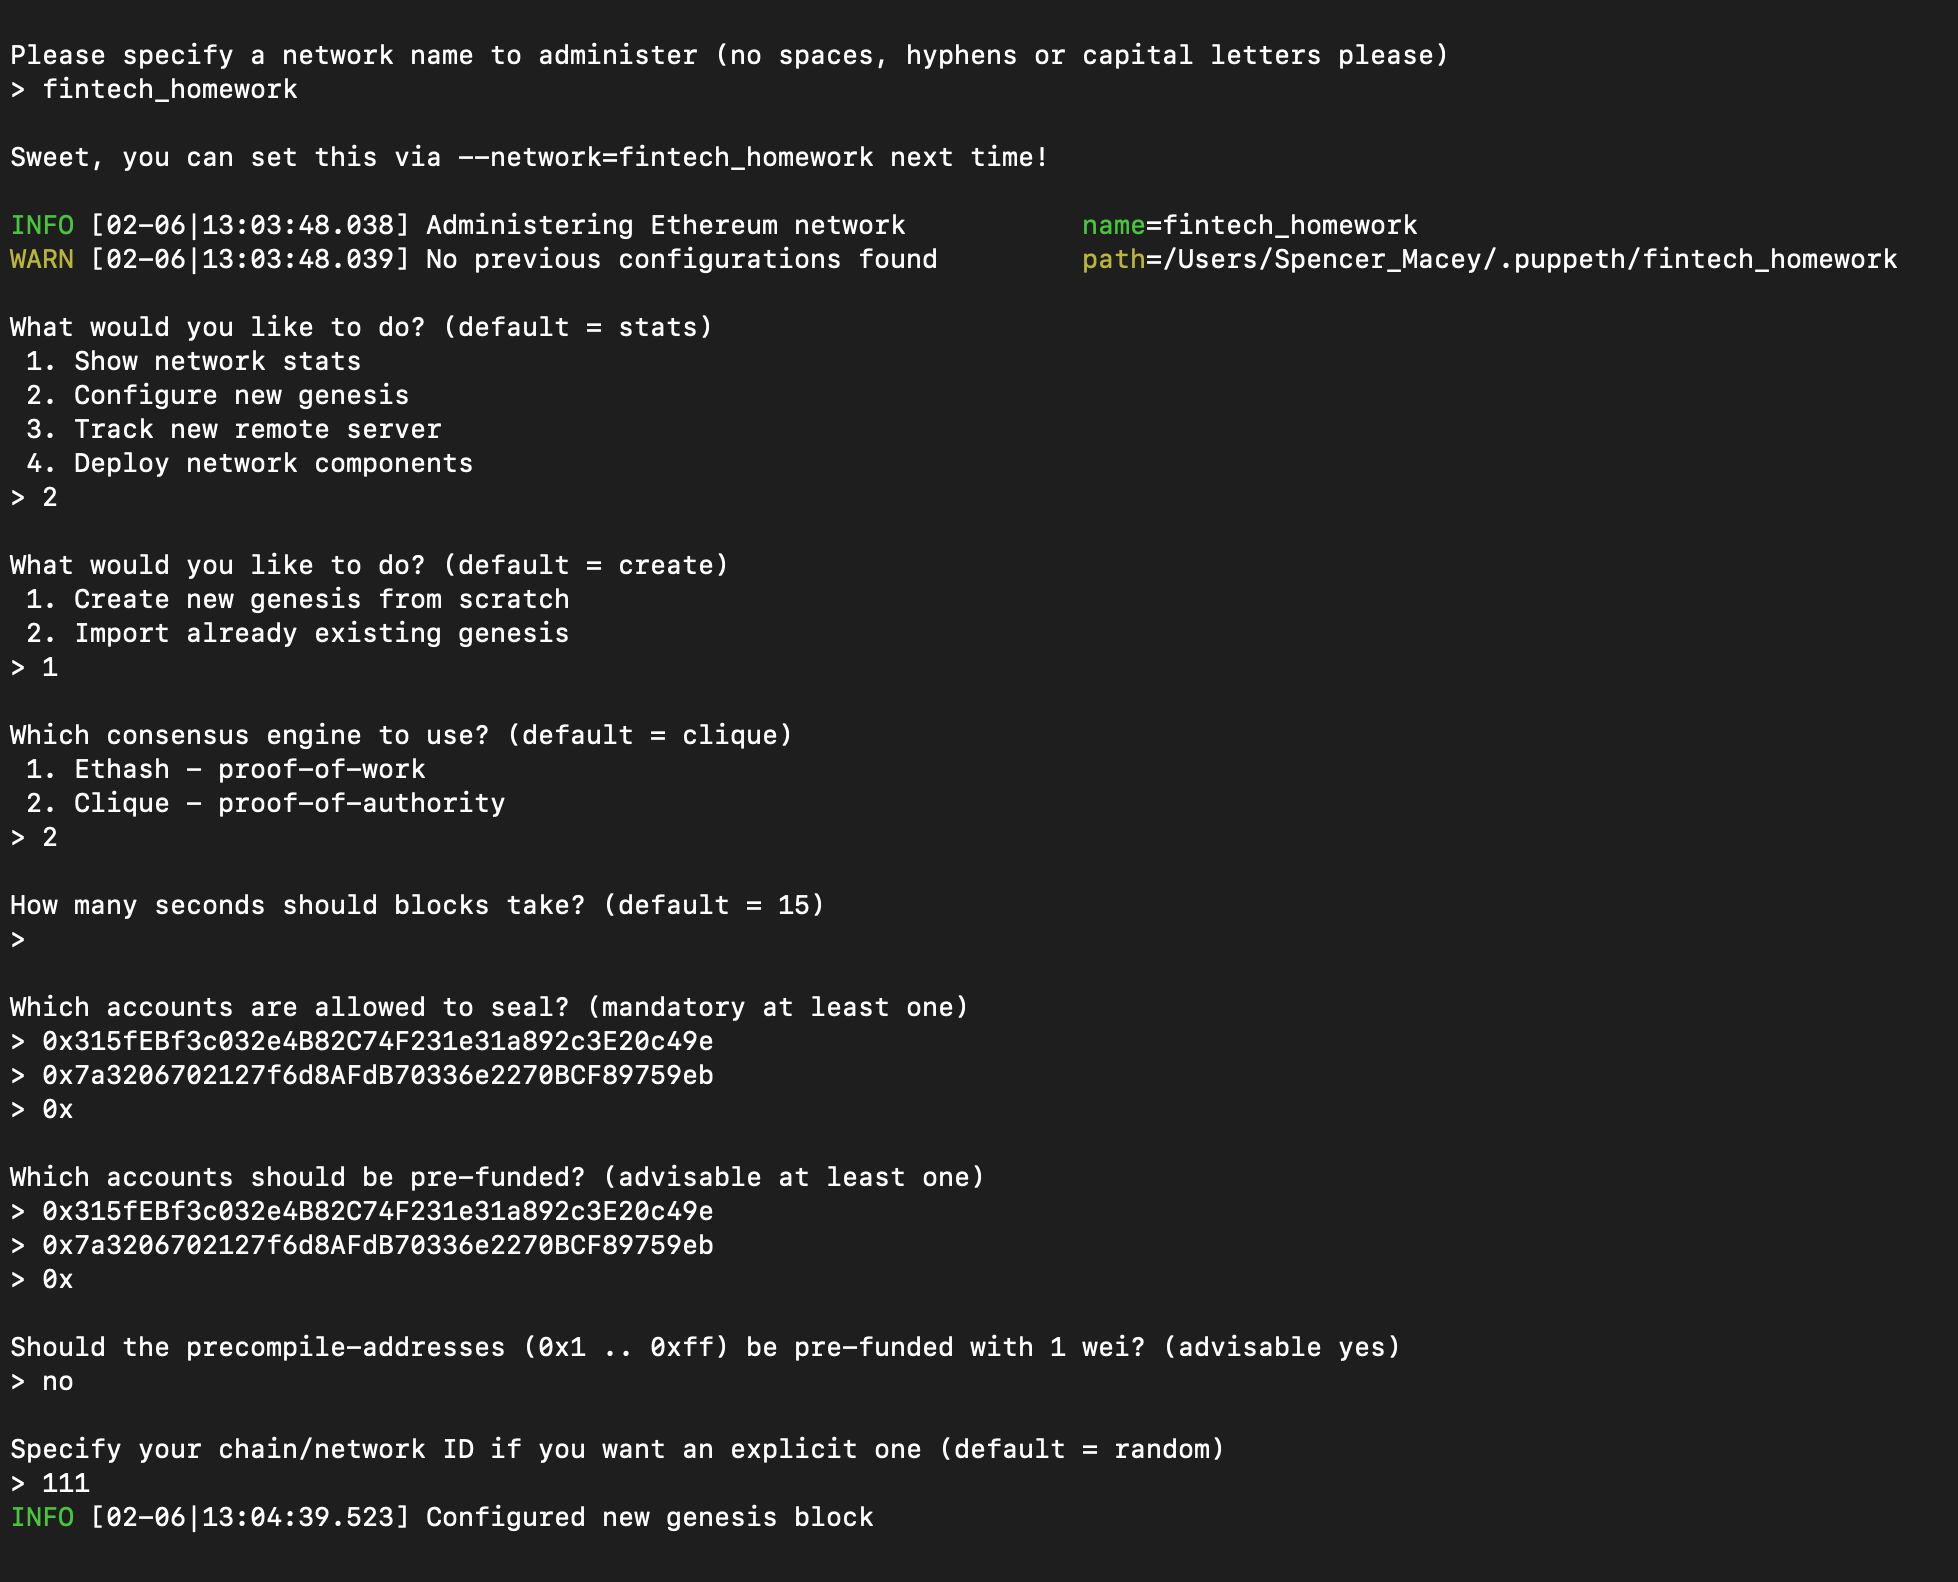 Please specify a network name to administer (no spaces, hyphens or capital letters please)
> fintech_homework
Sweet, you can set this via --network=fintech_homework next time!
INFO [02-06|13:03:48.038] Administering Ethereum network           name=fintech_homework
WARN [02-06|13:03:48.039] No previous configurations found         path=/Users/Spencer_Macey/.puppeth/fintech_homework
What would you like to do? (default = stats)
 1. Show network stats
 2. Configure new genesis
 3. Track new remote server
 4. Deploy network components
> 2
What would you like to do? (default = create)
 1. Create new genesis from scratch
 2. Import already existing genesis
> 1
Which consensus engine to use? (default = clique)
 1. Ethash - proof-of-work
 2. Clique - proof-of-authority
> 2
How many seconds should blocks take? (default = 15)
>
Which accounts are allowed to seal? (mandatory at least one)
> 0x315fEBf3c032e4B82C74F231e31a892c3E20c49e
> 0x7a3206702127f6d8AFdB70336e2270BCF89759eb
> 0x
Which accounts should be pre-funded? (advisable at least one)
> 0x315fEBf3c032e4B82C74F231e31a892c3E20c49e
> 0x7a3206702127f6d8AFdB70336e2270BCF89759eb
> 0x
Should the precompile-addresses (0x1 .. 0xff) be pre-funded with 1 wei? (advisable yes)
> no
Specify your chain/network ID if you want an explicit one (default = random)
> 111
INFO [02-06|13:04:39.523] Configured new genesis block